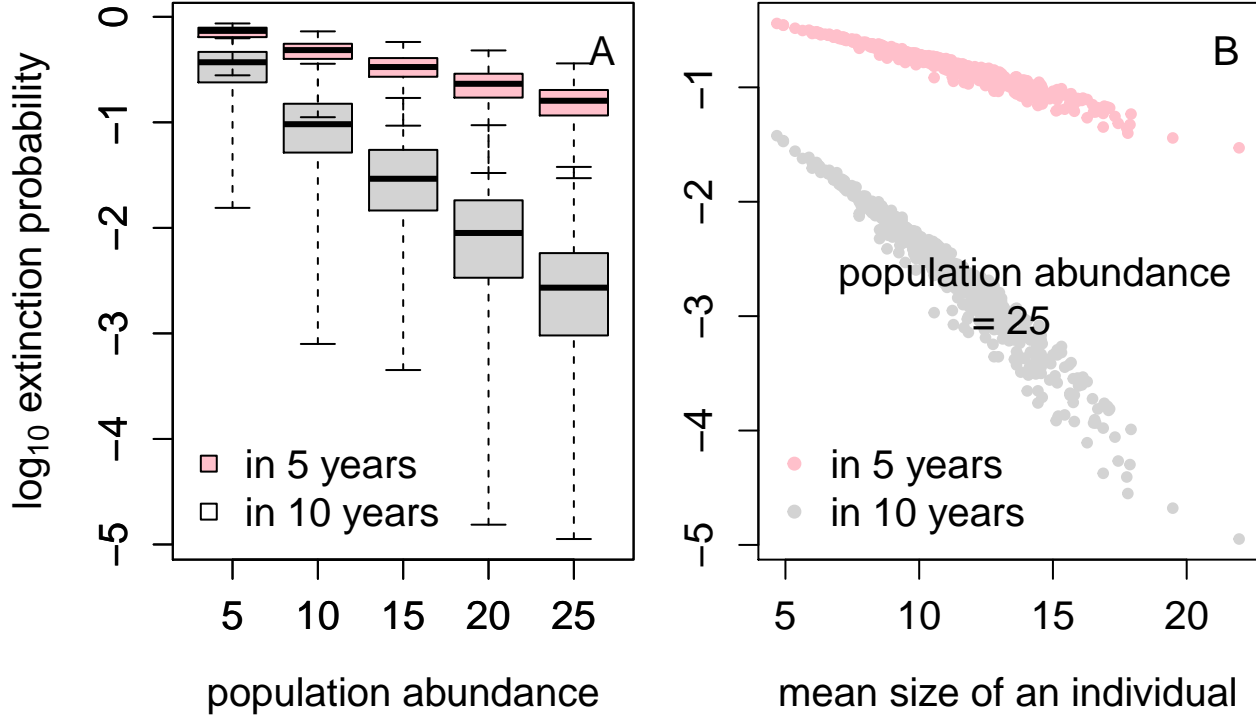 log₁₀ extinction probability
0
−1
−2
−3
−4
−5
A
in 5 years
in 10 years
5 10 15 20 25
population abundance
−1
−2
−3
−4
−5
B
population abundance
= 25
in 5 years
in 10 years
5 10 15 20
mean size of an individual